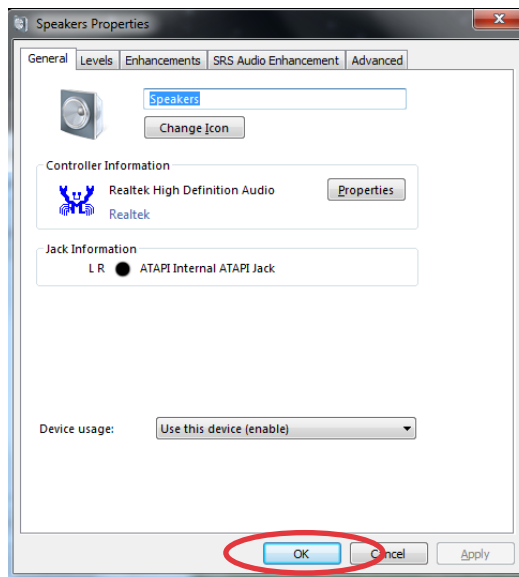 Speakers Properties
General Levels Enhancements SRS Audio Enhancement Advanced
Speakers
Change Icon
Controller Information
Realtek High Definition Audio Properties
Realtek
Jack Information
L R ATAPI Internal ATAPI Jack
Device usage: Use this device (enable)
OK Cancel Apply